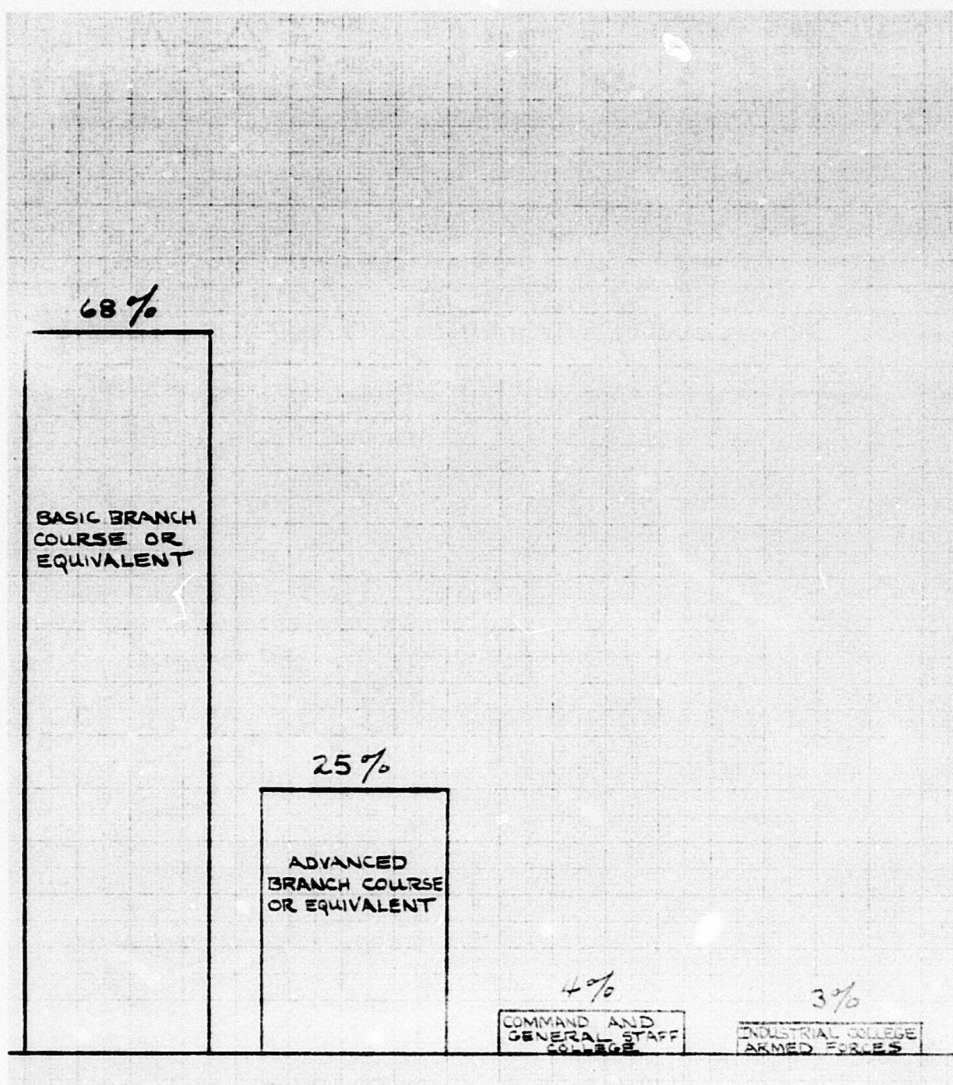 68%
BASIC BRANCH
COURSE OR
EQUIVALENT
25%
ADVANCED
BRANCH COURSE
OR EQUIVALENT
4%
COMMAND AND
GENERAL STAFF
COLLEGE
3%
INDUSTRIAL COLLEGE
ARMED FORCES